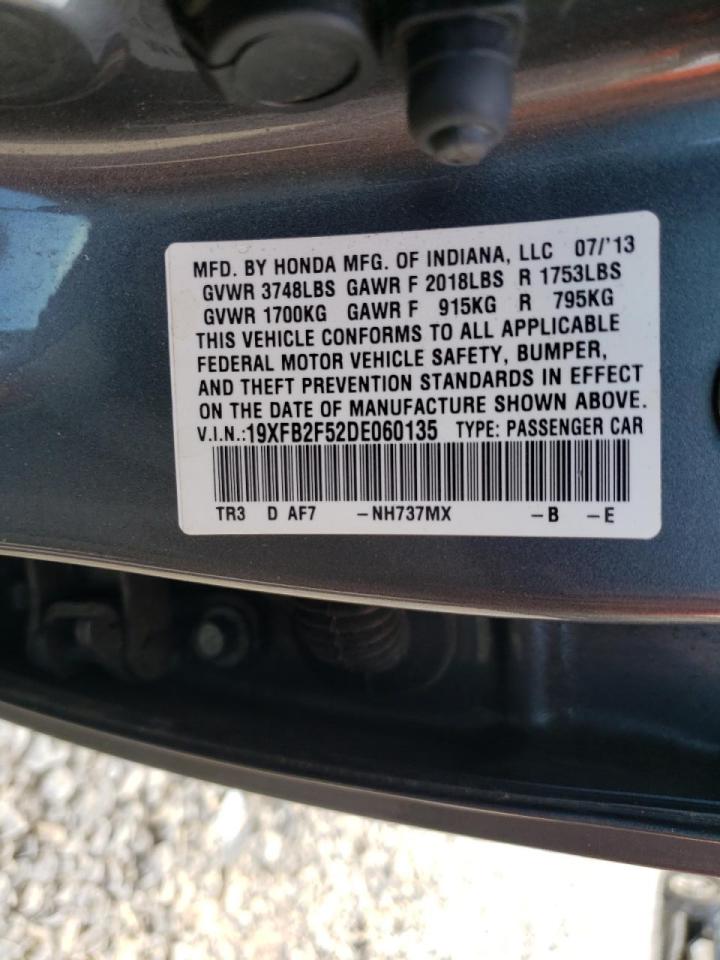 MFD. BY HONDA MFG. OF INDIANA, LLC 07/'13
GVWR 3748LBS GAWR F 2018LBS R 1753LBS
GVWR 1700KG GAWR F 915KG R 795KG
THIS VEHICLE CONFORMS TO ALL APPLICABLE
FEDERAL MOTOR VEHICLE SAFETY, BUMPER,
AND THEFT PREVENTION STANDARDS IN EFFECT
ON THE DATE OF MANUFACTURE SHOWN ABOVE.
V.I.N.:19XFB2F52DE060135 TYPE: PASSENGER CAR
TR3 D AF7 -NH737MX -B -E